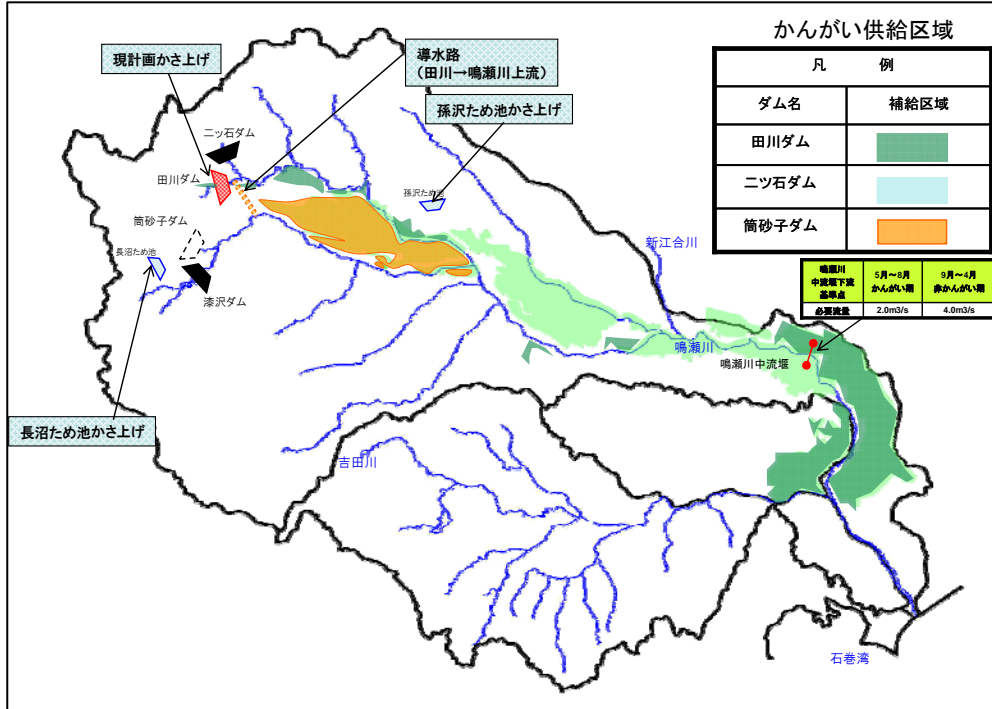 かんがい供給区域
凡 例
ダム名 補給区域
田川ダム
二ツ石ダム
筒砂子ダム
現計画かさ上げ
導水路
(田川→鳴瀬川上流)
孫沢ため池かさ上げ
二ツ石ダム
田川ダム
孫沢ため池
筒砂子ダム
長沼ため池
漆沢ダム
新江合川
鳴瀬川
中流堰下流
基準点
5月~8月
かんがい期
9月~4月
非かんがい期
必要流量 2.0m3/s 4.0m3/s
鳴瀬川
鳴瀬川中流堰
長沼ため池かさ上げ
吉田川
石巻湾